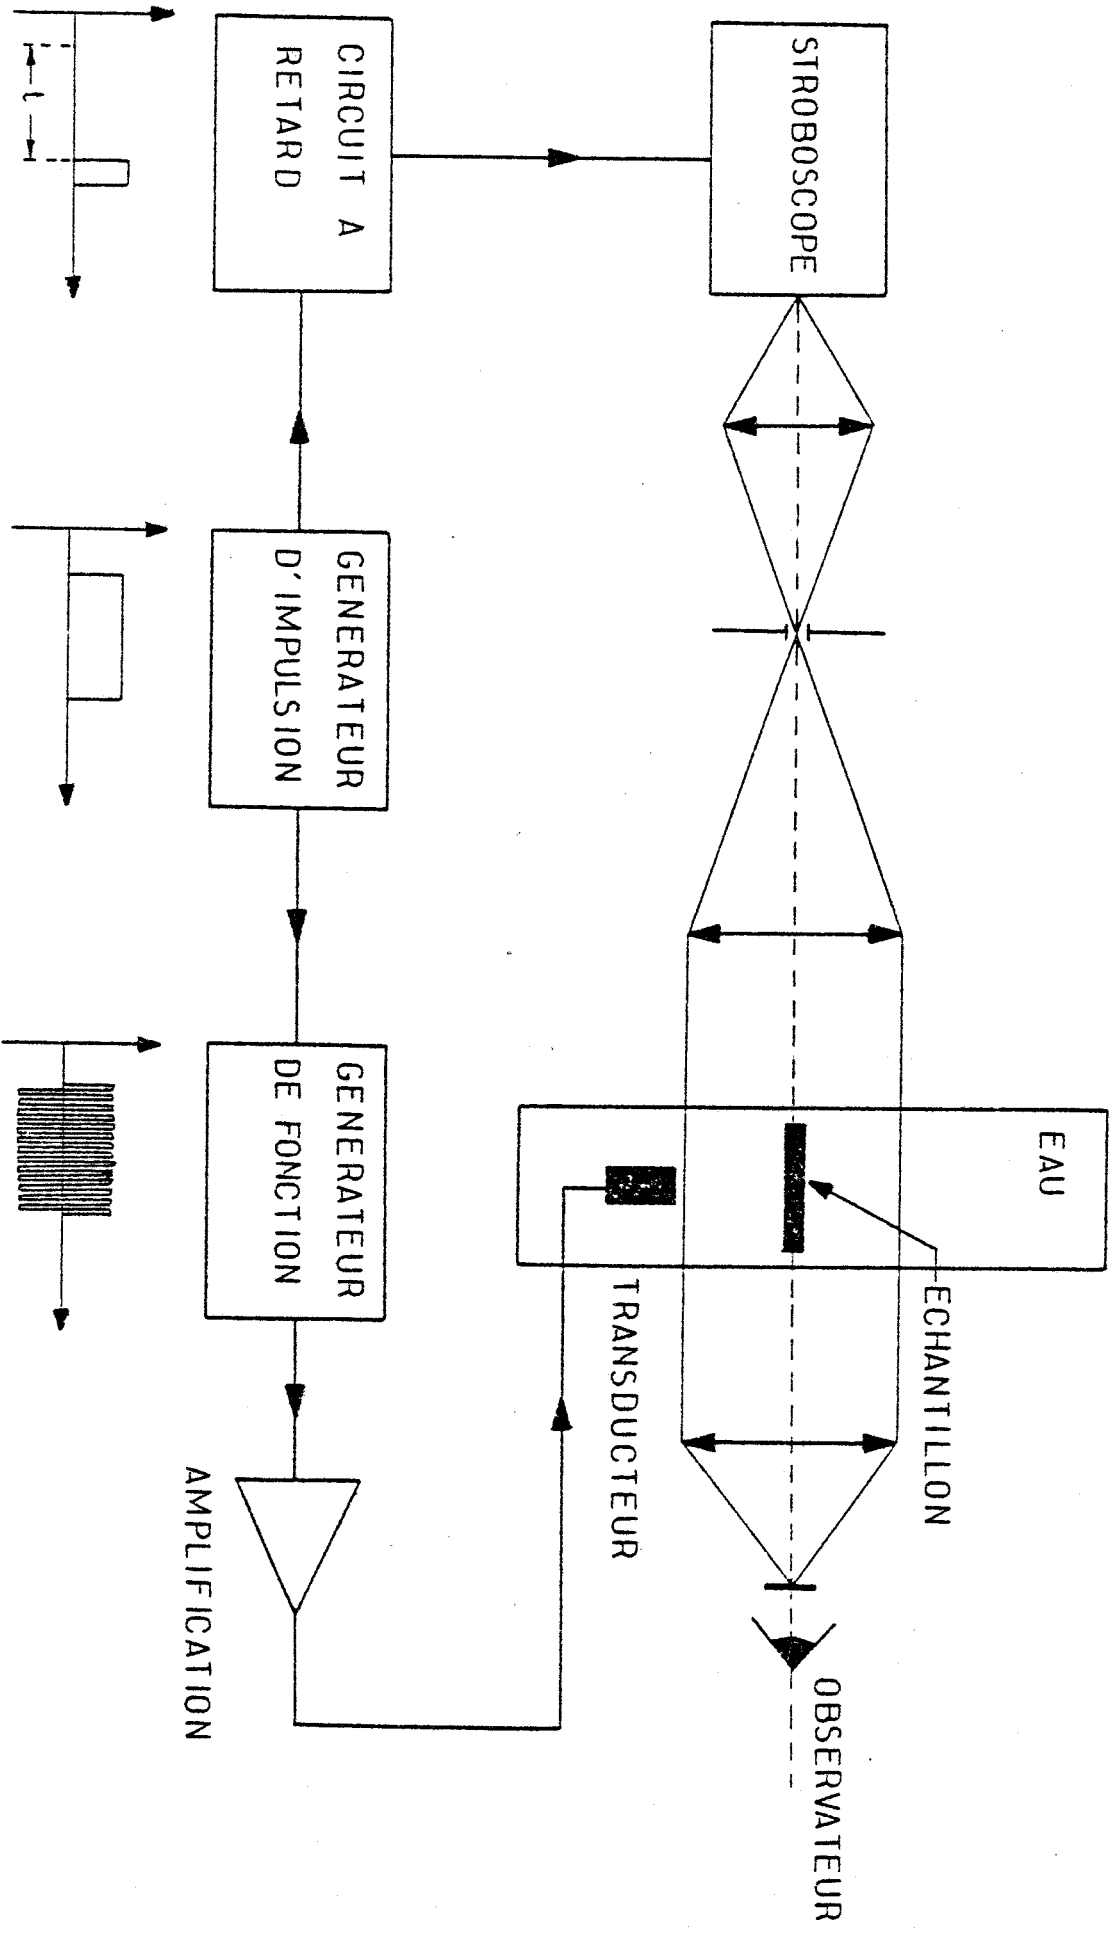 STROBOSCOPE
EAU
ECHANTILLON
TRANSDUCTEUR
OBSERVATEUR
CIRCUIT A
RETARD
GENERATEUR
D'IMPULSION
GENERATEUR
DE FONCTION
AMPLIFICATION
t